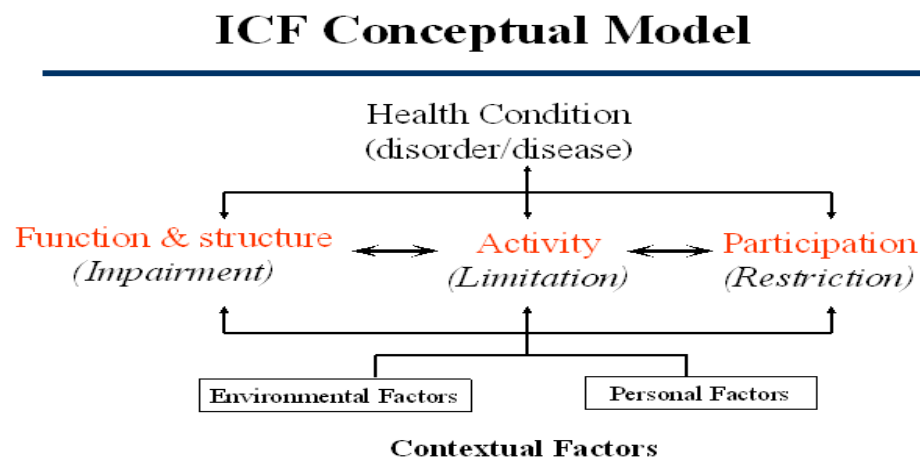 ICF Conceptual Model
Health Condition
(disorder/disease)
Function & structure
(Impairment)
Activity
(Limitation)
Participation
(Restriction)
Environmental Factors
Personal Factors
Contextual Factors